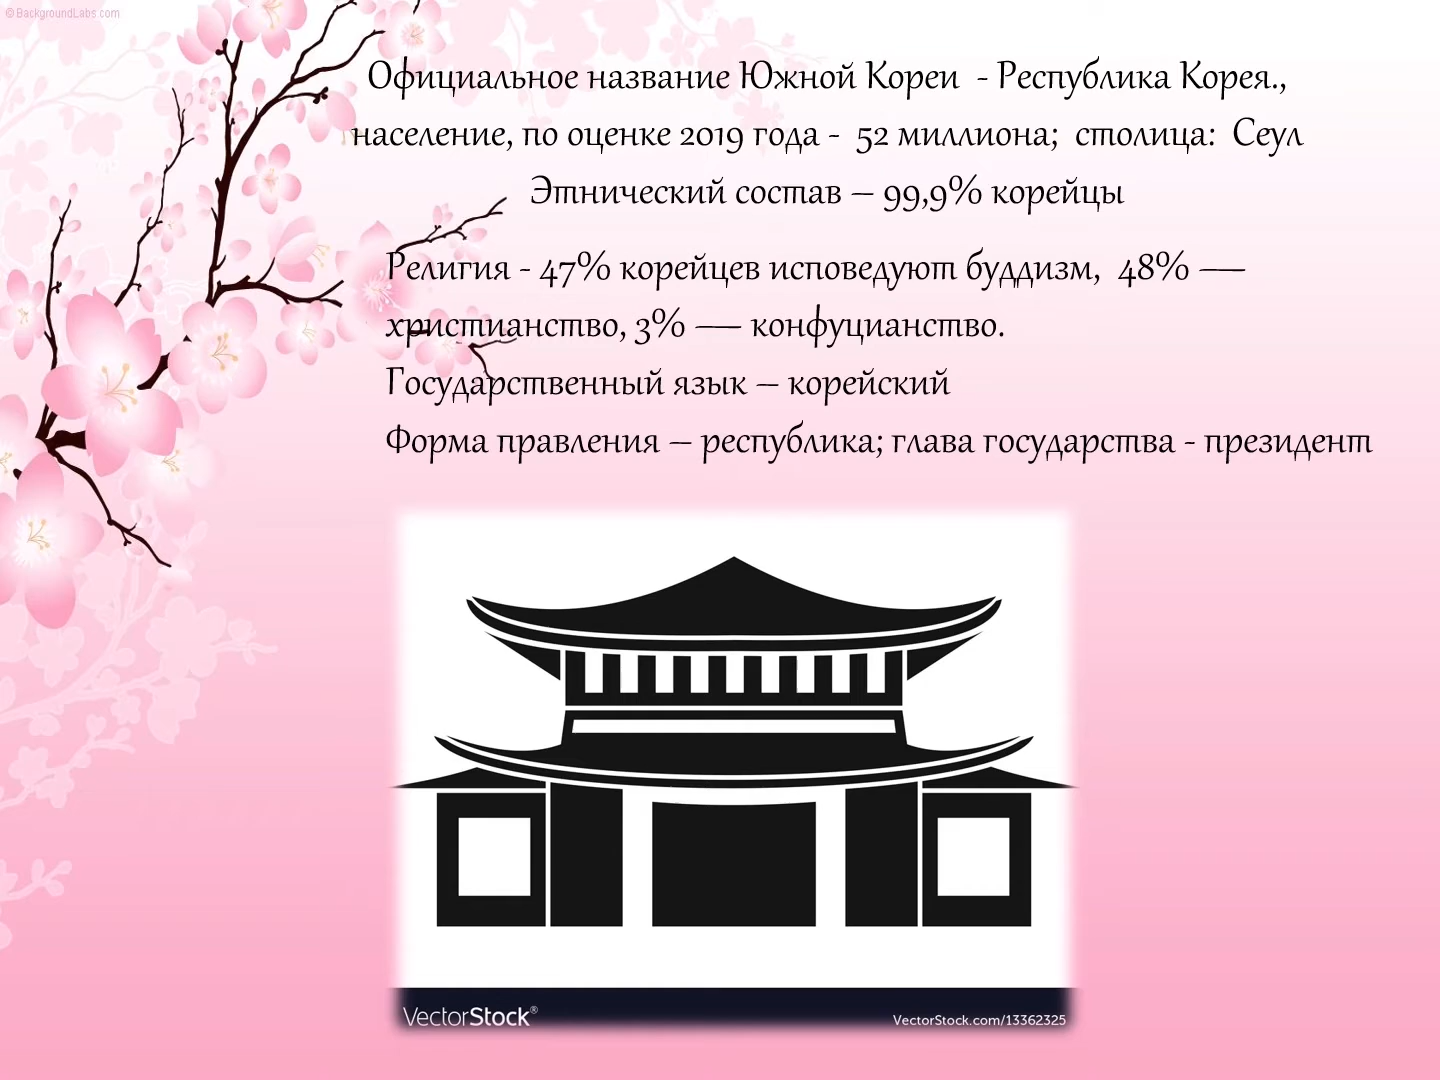 © BackgroundLabs.com
Официальное название Южной Кореи - Республика Корея.,
население, по оценке 2019 года - 52 миллиона; столица: Сеул
Этнический состав – 99,9% корейцы
Религия - 47% корейцев исповедуют буддизм, 48% —
христианство, 3% — конфуцианство.
Государственный язык – корейский
Форма правления – республика; глава государства - президент
VectorStock®
VectorStock.com/13362325